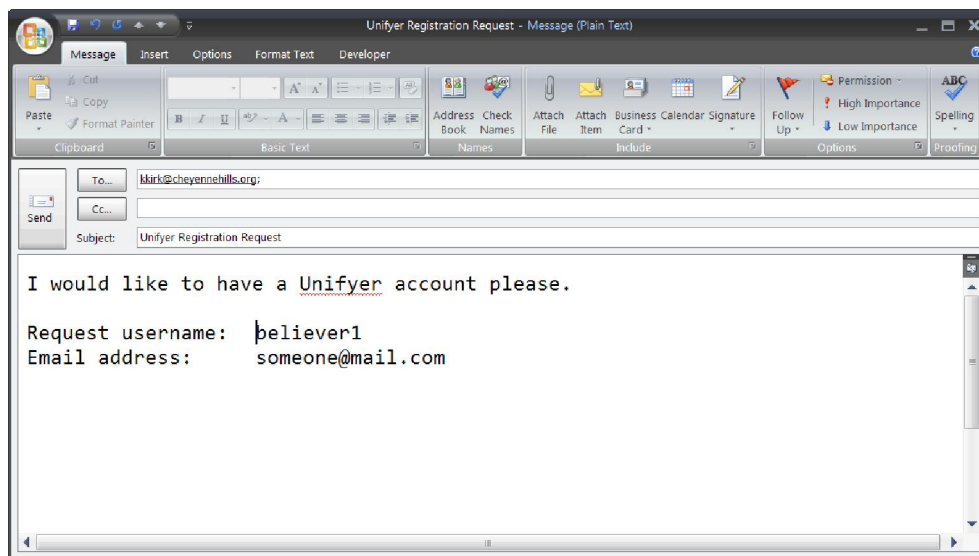 Unifyer Registration Request - Message (Plain Text)
Message Insert Options Format Text Developer
Paste
Cut
Copy
Format Painter
Clipboard
B I U ab A
Basic Text
Address Book
Check Names
Names
Attach File
Attach Item
Business Card
Calendar
Signature
Include
Follow Up
Permission
High Importance
Low Importance
Options
ABC
Spelling
Proofing
Send
To... kkirk@cheyennehills.org;
Cc...
Subject: Unifyer Registration Request
I would like to have a Unifyer account please.
Request username: believer1
Email address: someone@mail.com